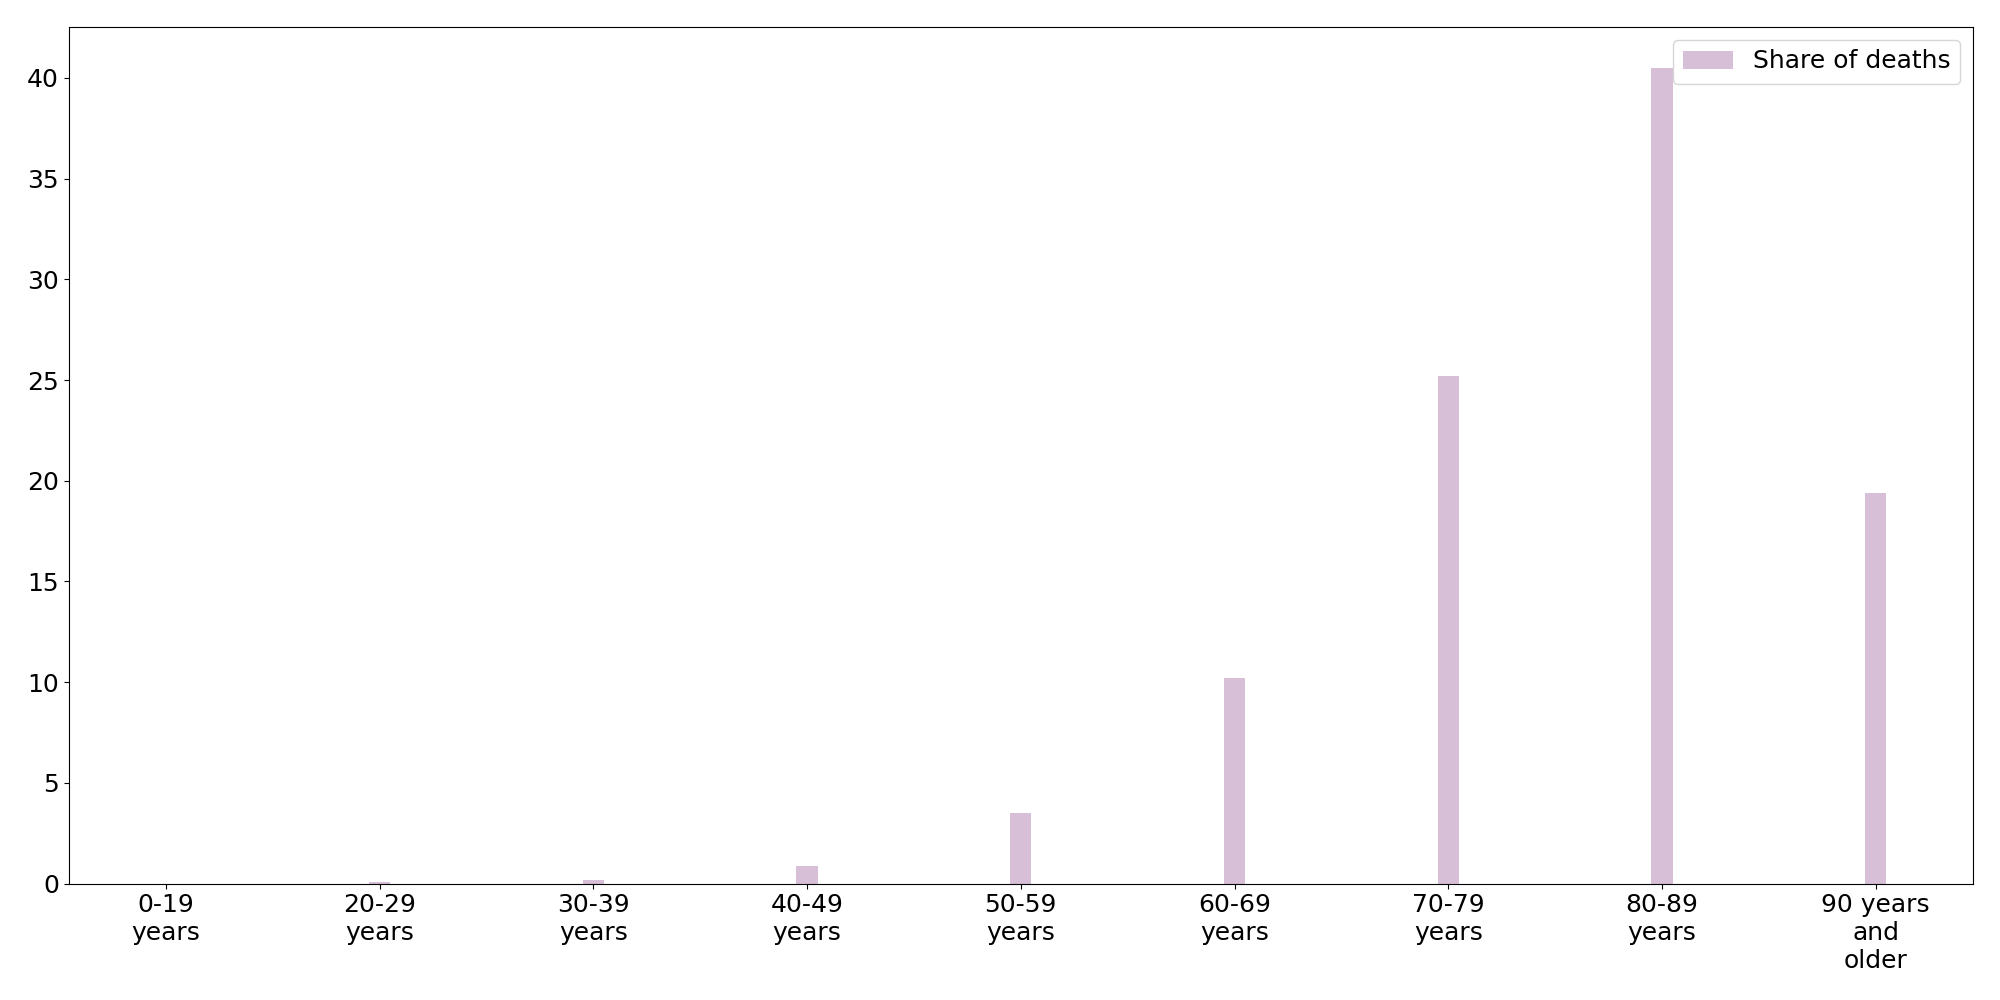 Share of deaths
40
35
30
25
20
15
10
5
0
0-19
years
20-29
years
30-39
years
40-49
years
50-59
years
60-69
years
70-79
years
80-89
years
90 years
and
older